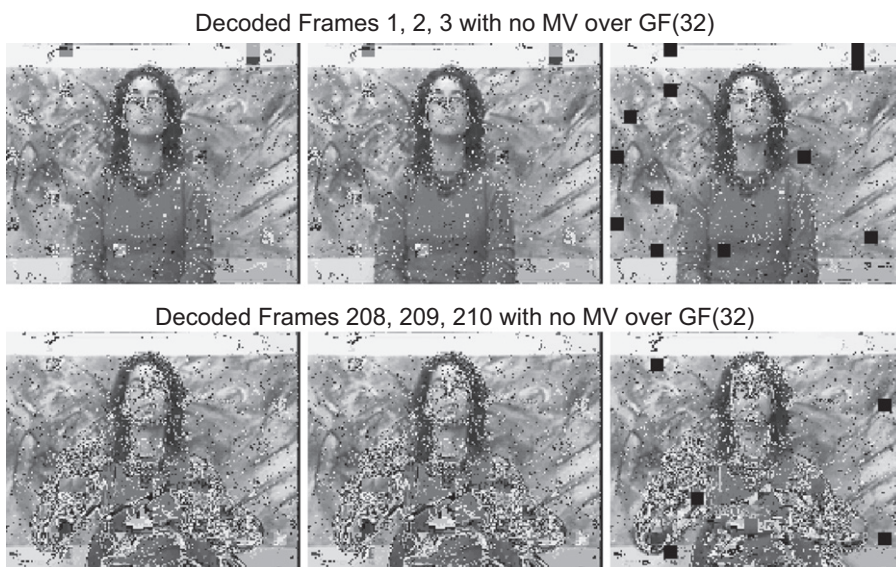 Decoded Frames 1, 2, 3 with no MV over GF(32)
Decoded Frames 208, 209, 210 with no MV over GF(32)